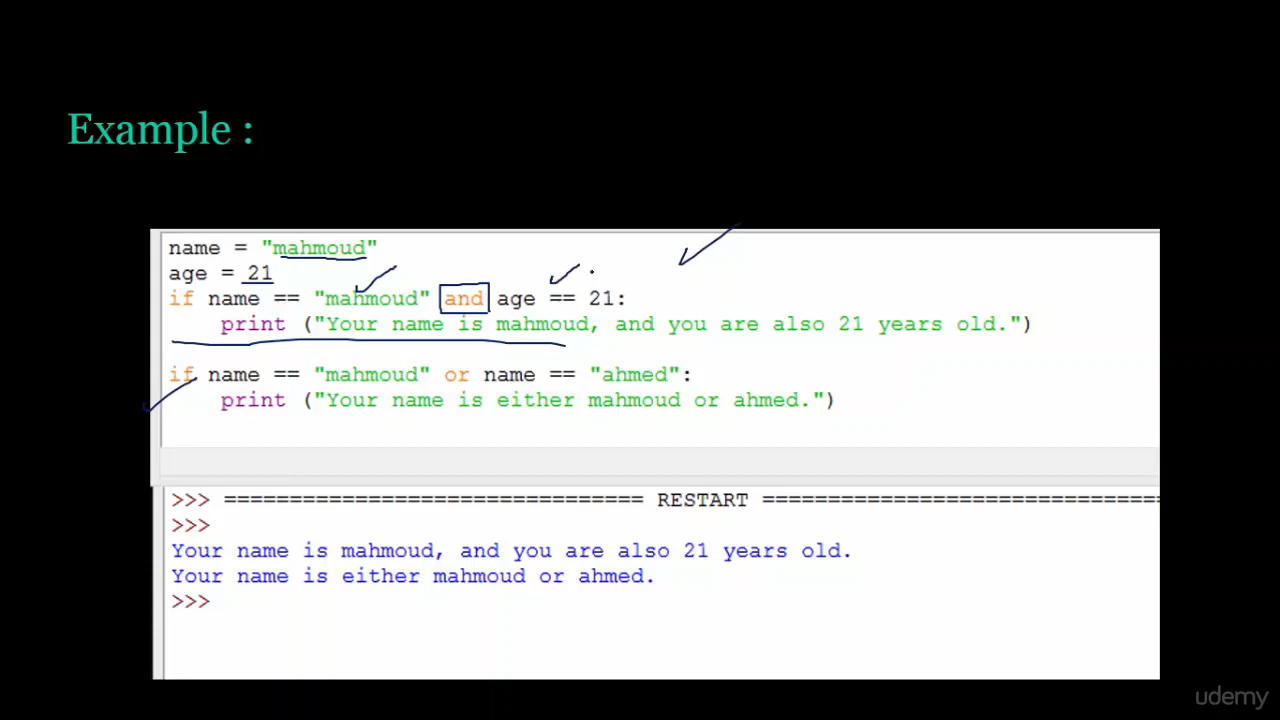 Example :
name = "mahmoud"
age = 21
if name == "mahmoud" and age == 21:
    print ("Your name is mahmoud, and you are also 21 years old.")
if name == "mahmoud" or name == "ahmed":
    print ("Your name is either mahmoud or ahmed.")
>>> ================================ RESTART ===============================
>>>
Your name is mahmoud, and you are also 21 years old.
Your name is either mahmoud or ahmed.
>>>
udemy